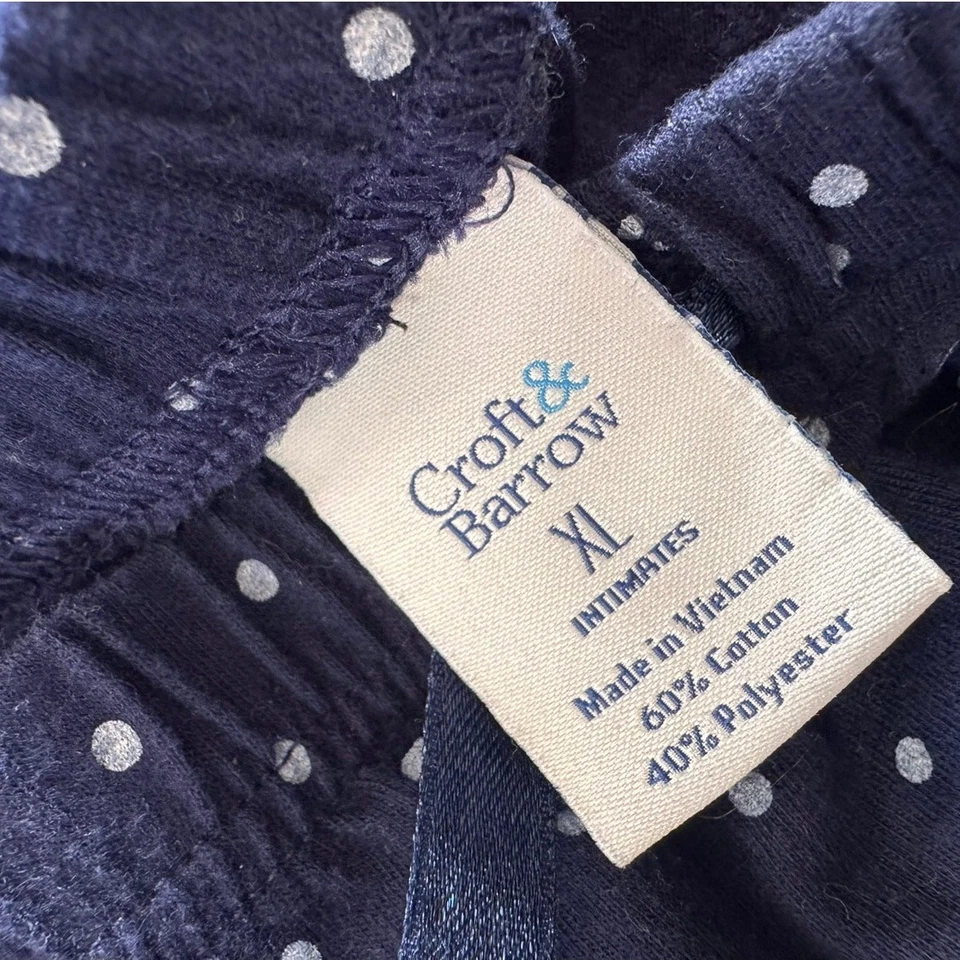 Croft&
Barrow
XL
INTIMATES
Made in Vietnam
60% Cotton
40% Polyester